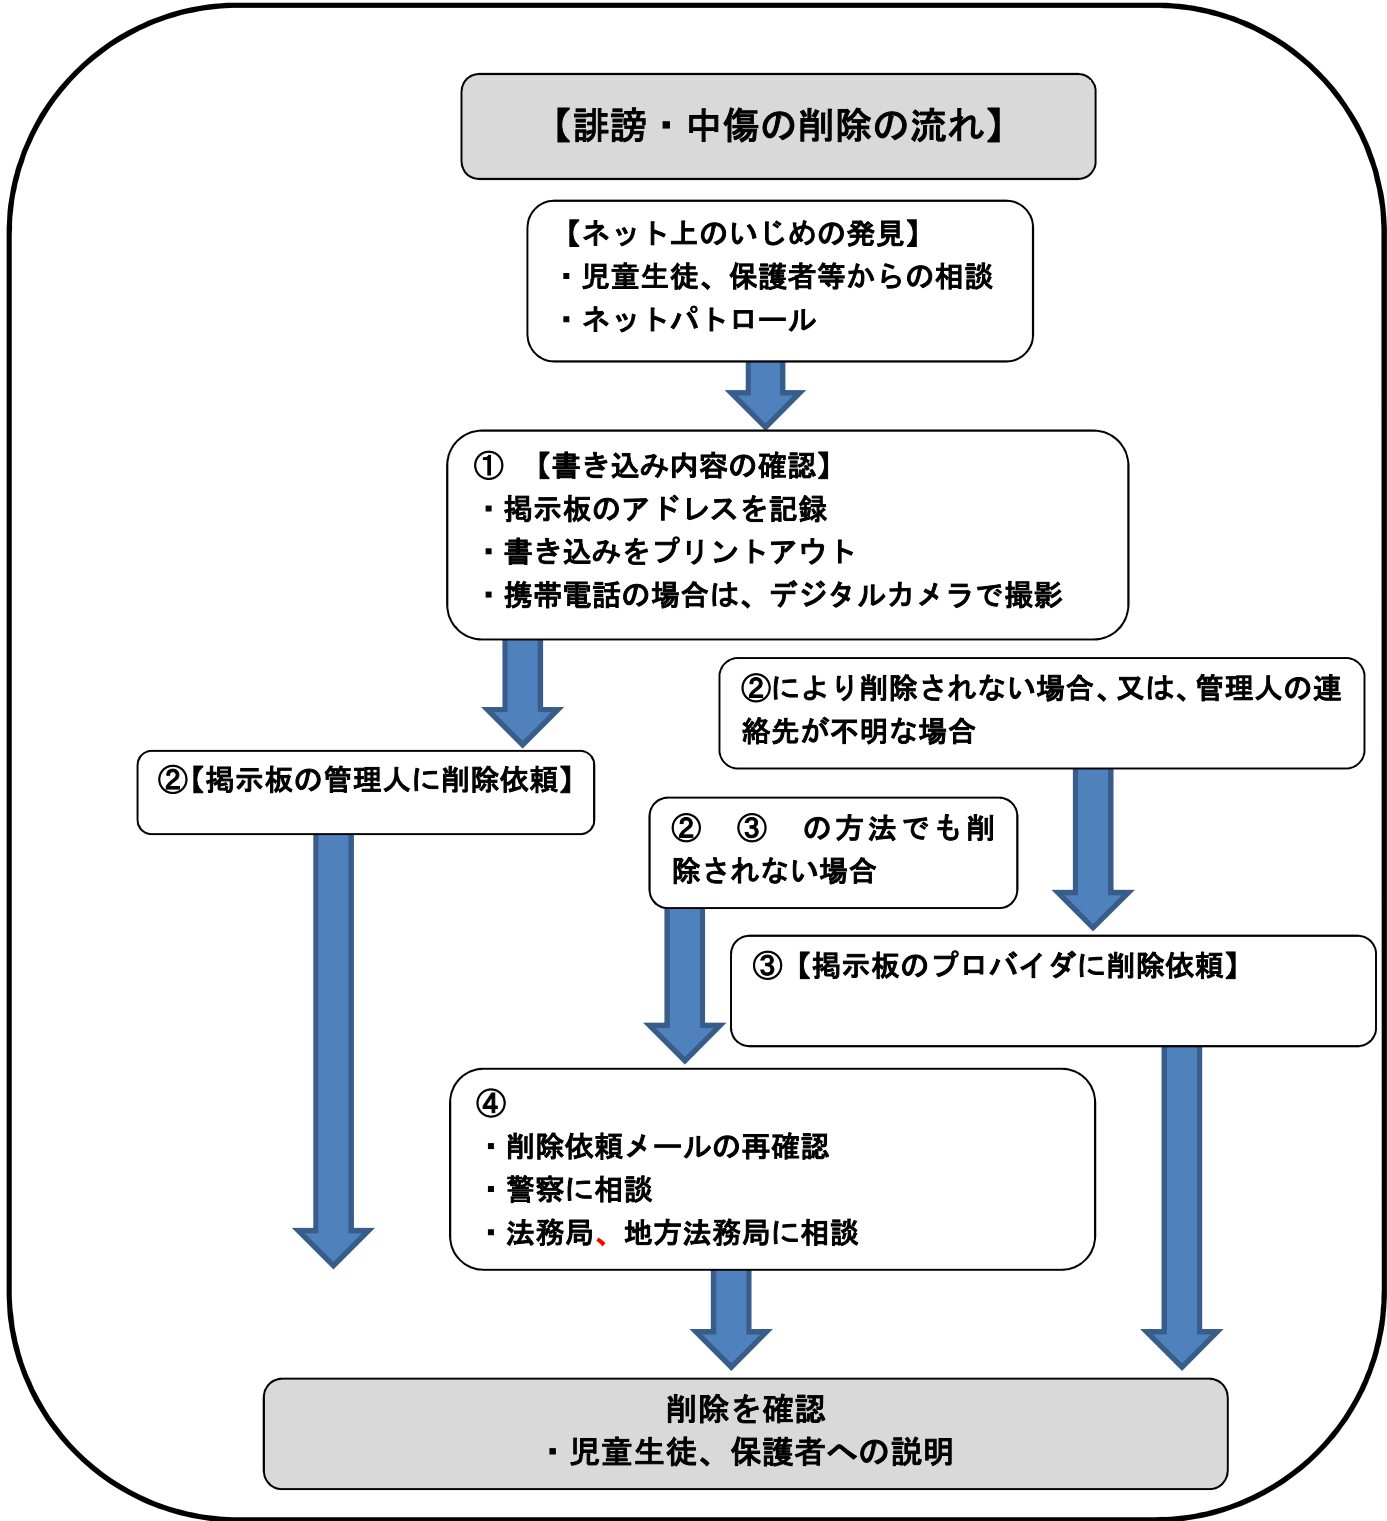 【誹謗・中傷の削除の流れ】
【ネット上のいじめの発見】
・児童生徒、保護者等からの相談
・ネットパトロール
① 【書き込み内容の確認】
・掲示板のアドレスを記録
・書き込みをプリントアウト
・携帯電話の場合は、デジタルカメラで撮影
②により削除されない場合、又は、管理人の連
絡先が不明な場合
②【掲示板の管理人に削除依頼】
② ③ の方法でも削
除されない場合
③【掲示板のプロバイダに削除依頼】
④
・削除依頼メールの再確認
・警察に相談
・法務局、地方法務局に相談
削除を確認
・児童生徒、保護者への説明